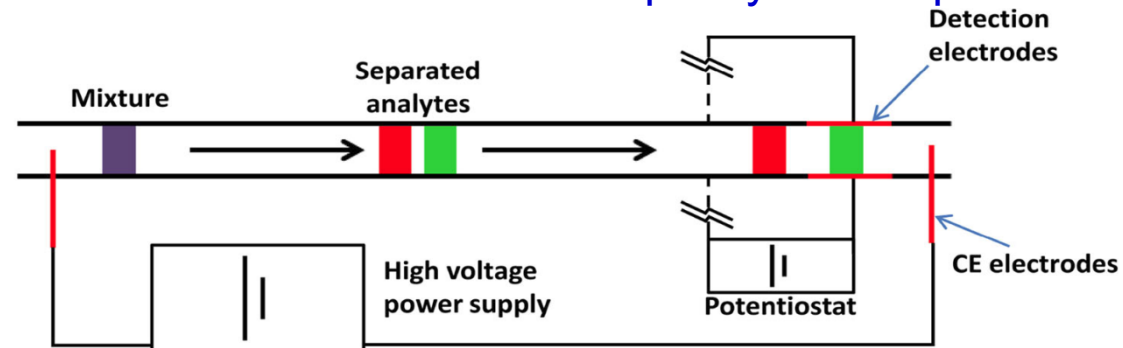 Detection
electrodes
Separated
analytes
Mixture
High voltage
power supply
CE electrodes
Potentiostat